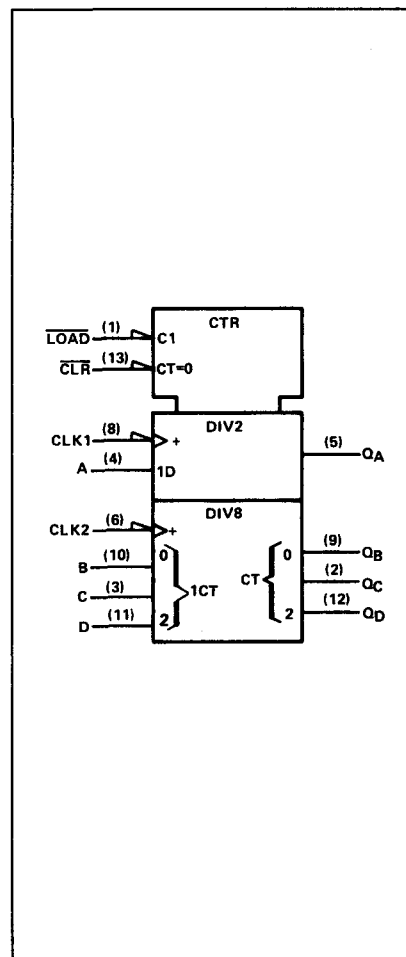 CTR
LOAD (1) C1
CLR (13) CT=0
DIV2
CLK1 (8) +
(5) QA
A (4) 1D
DIV8
CLK2 (6) +
B (10) 0
0 (9) QB
C (3) 1CT
CT (2) QC
D (11) 2
2 (12) QD